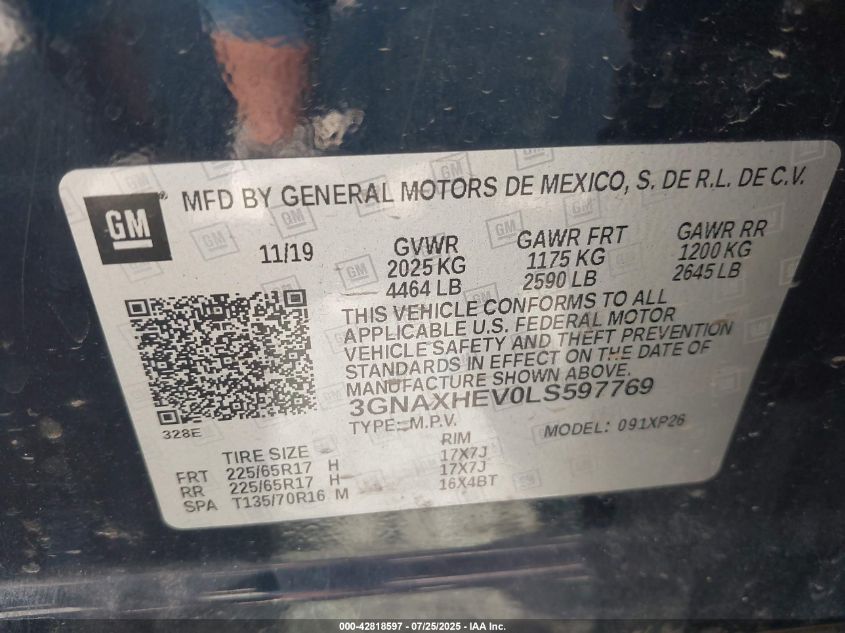 GM
® MFD BY GENERAL MOTORS DE MEXICO, S. DE R.L. DE C.V.
11/19
GVWR
2025 KG
4464 LB
GAWR FRT
1175 KG
2590 LB
GAWR RR
1200 KG
2645 LB
THIS VEHICLE CONFORMS TO ALL
APPLICABLE U.S. FEDERAL MOTOR
VEHICLE SAFETY AND THEFT PREVENTION
STANDARDS IN EFFECT ON THE DATE OF
MANUFACTURE SHOWN ABOVE.
3GNAXHEV0LS597769
TYPE: M.P.V. MODEL: 091XP26
328E
TIRE SIZE RIM
FRT 225/65R17 H 17X7J
RR 225/65R17 H 17X7J
SPA T135/70R16 M 16X4BT
000-42818597 - 07/25/2025 - IAA Inc.